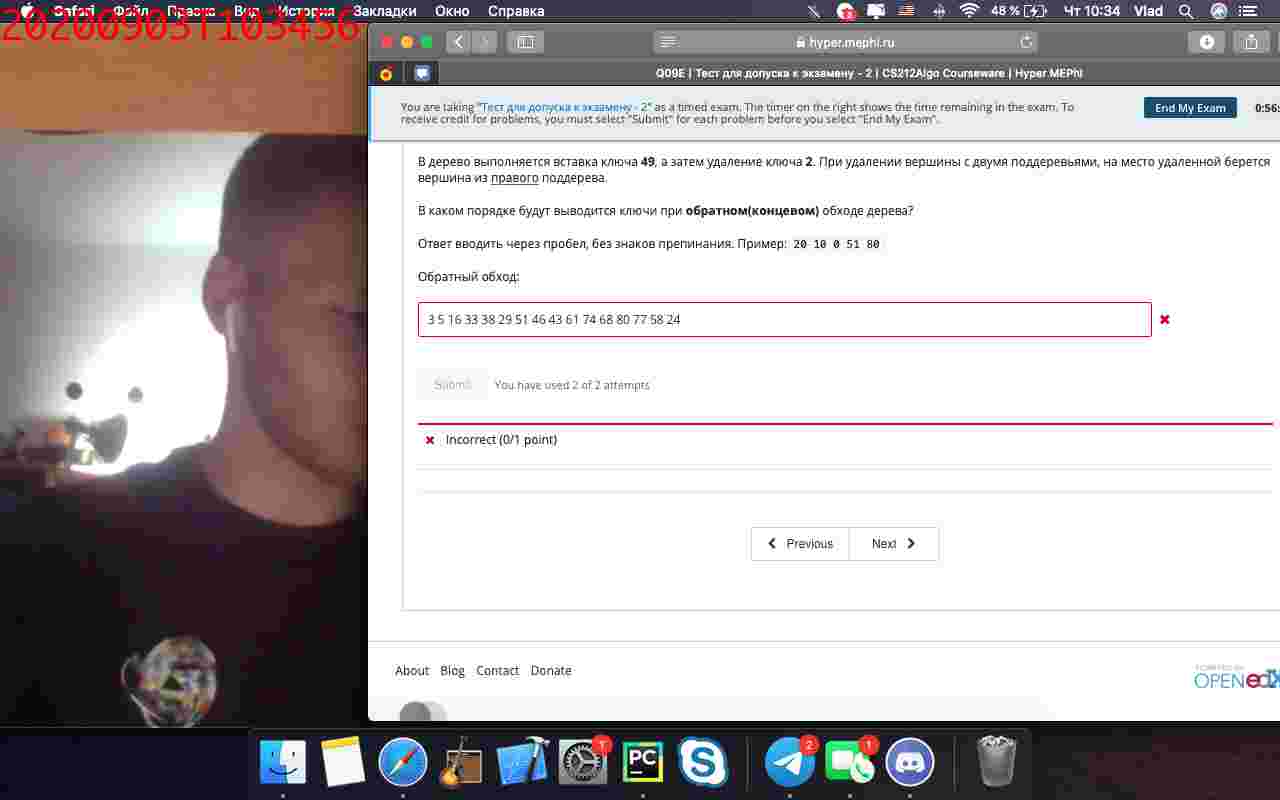 Safari Файл Правка Вид История Закладки Окно Справка 48 % Чт 10:34 Vlad
20200903T103456
hyper.mephi.ru
Q09E | Тест для допуска к экзамену - 2 | CS212Algo Courseware | Hyper.MEPhI
You are taking "Тест для допуска к экзамену - 2" as a timed exam. The timer on the right shows the time remaining in the exam. To
receive credit for problems, you must select "Submit" for each problem before you select "End My Exam".
End My Exam
0:56:
В дерево выполняется вставка ключа 49, а затем удаление ключа 2. При удалении вершины с двумя поддеревьями, на место удаленной берется
вершина из правого поддерева.
В каком порядке будут выводится ключи при обратном(концевом) обходе дерева?
Ответ вводить через пробел, без знаков препинания. Пример: 20 10 0 51 80
Обратный обход:
3 5 16 33 38 29 51 46 43 61 74 68 80 77 58 24
Submit You have used 2 of 2 attempts
Incorrect (0/1 point)
Previous Next
About Blog Contact Donate
POWERED BY
OPEN edX
1 PC 2 1